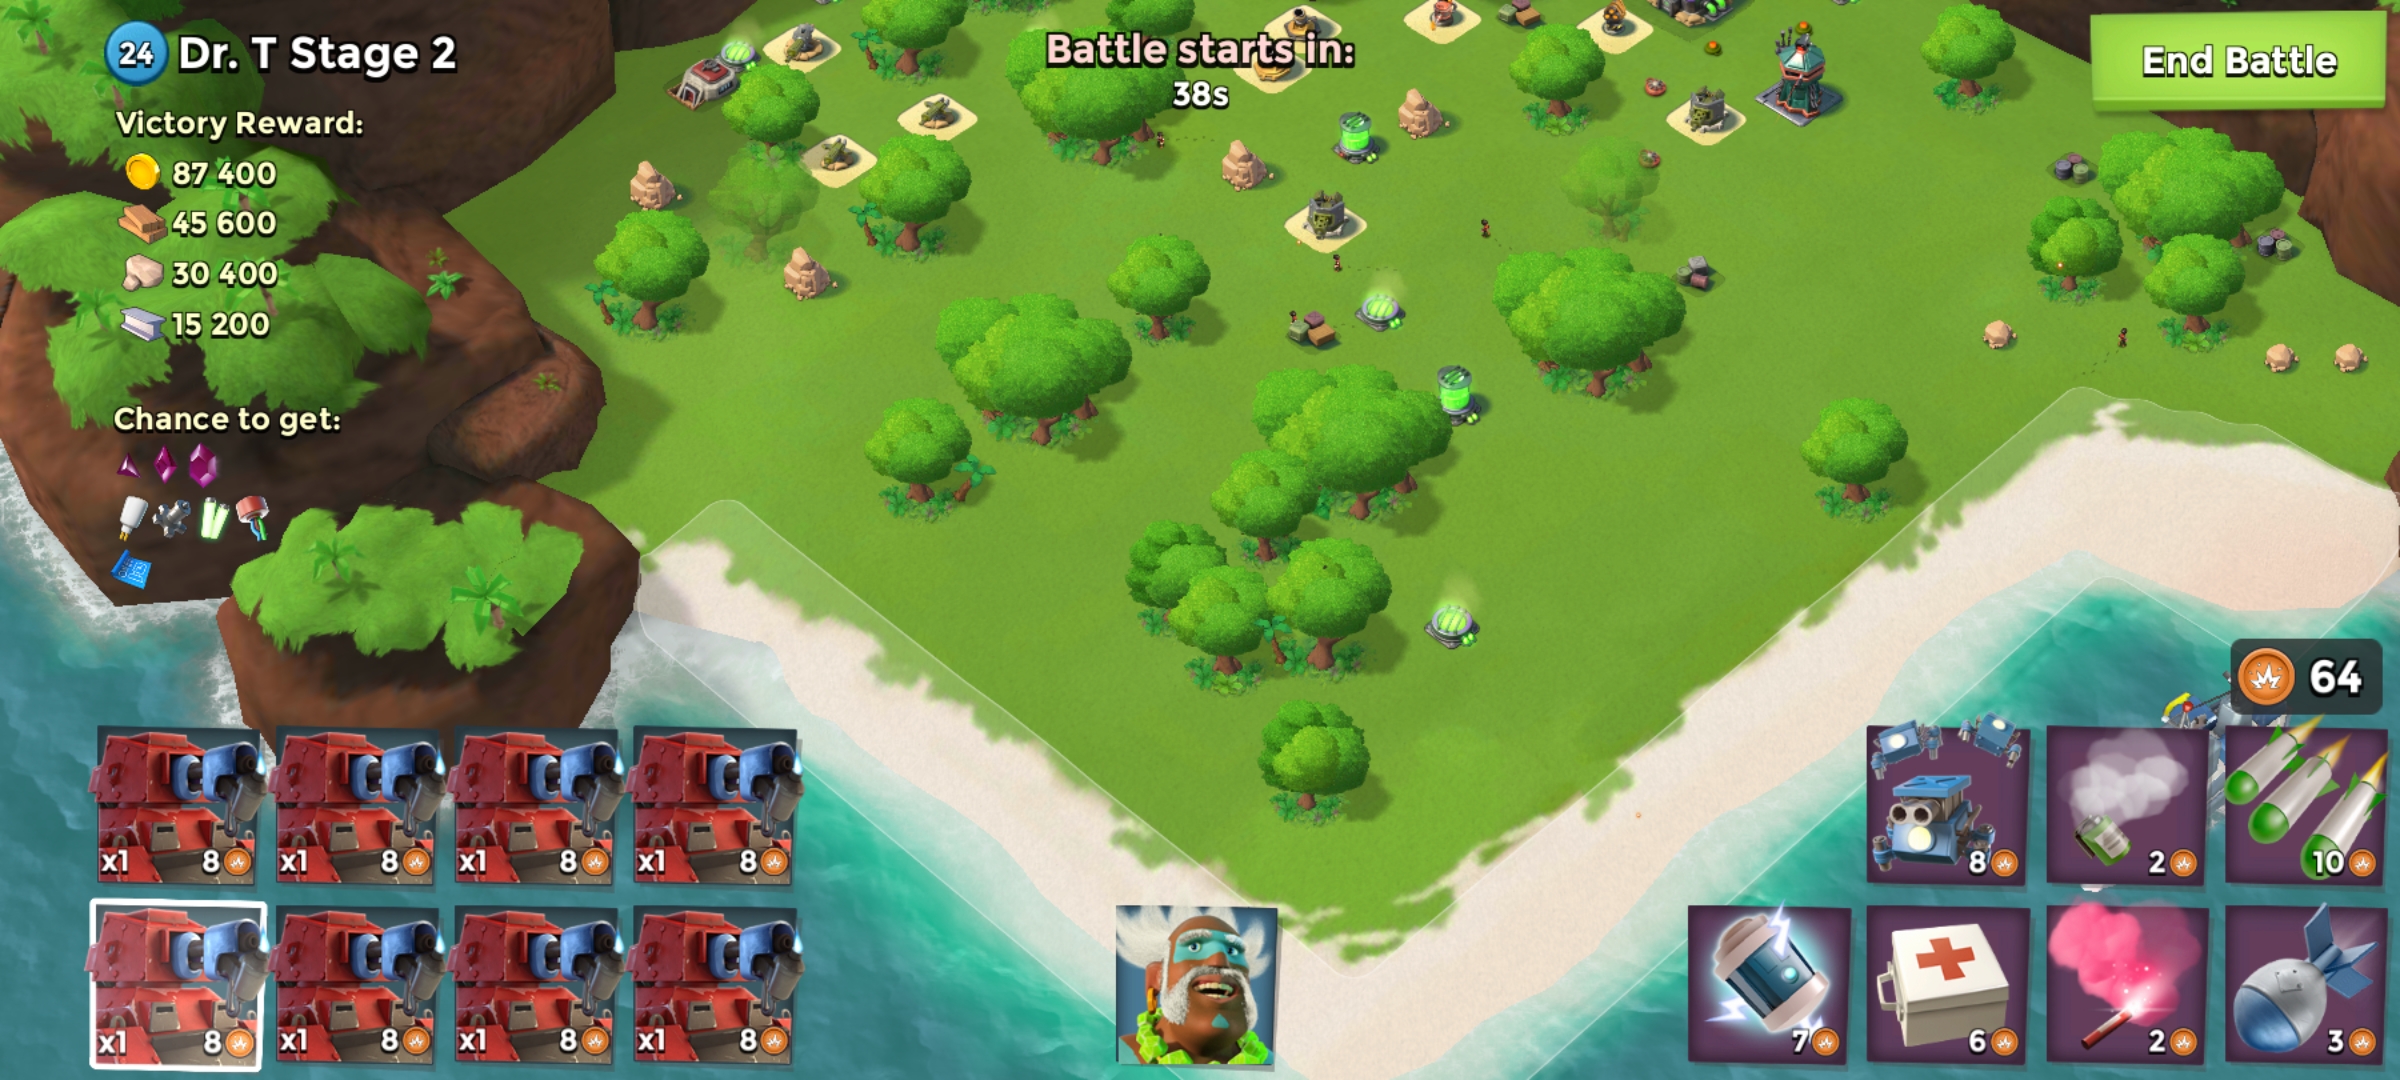 24 Dr. T Stage 2
Victory Reward:
87 400
45 600
30 400
15 200
Chance to get:
Battle starts in:
38s
End Battle
64
x1 8 x1 8 x1 8 x1 8
x1 8 x1 8 x1 8 x1 8
8 2 10
7 6 2 3